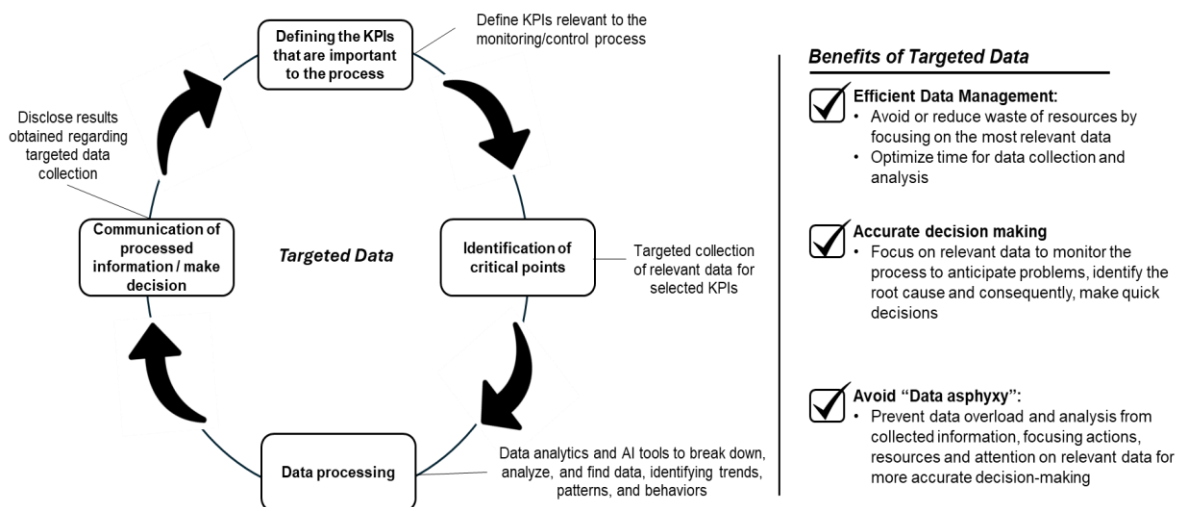 Defining the KPIs
that are important
to the process
Define KPIs relevant to the
monitoring/control process
Disclose results
obtained regarding
targeted data
collection
Communication of
processed
information / make
decision
Targeted Data
Identification of
critical points
Targeted collection
of relevant data for
selected KPIs
Data processing
Data analytics and AI tools to break down,
analyze, and find data, identifying trends,
patterns, and behaviors
Benefits of Targeted Data
Efficient Data Management:
• Avoid or reduce waste of resources by
focusing on the most relevant data
• Optimize time for data collection and
analysis
Accurate decision making
• Focus on relevant data to monitor the
process to anticipate problems, identify the
root cause and consequently, make quick
decisions
Avoid “Data asphyxy”:
• Prevent data overload and analysis from
collected information, focusing actions,
resources and attention on relevant data for
more accurate decision-making